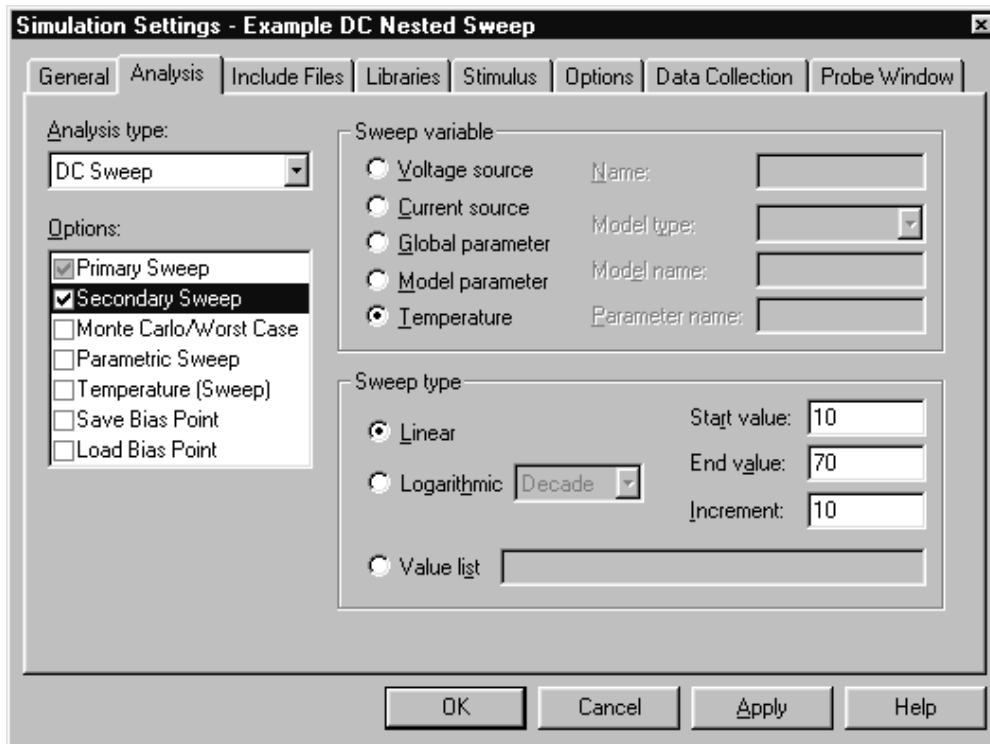 Simulation Settings - Example DC Nested Sweep
General Analysis Include Files Libraries Stimulus Options Data Collection Probe Window
Analysis type:
DC Sweep
Options:
Primary Sweep
Secondary Sweep
Monte Carlo/Worst Case
Parametric Sweep
Temperature (Sweep)
Save Bias Point
Load Bias Point
Sweep variable
Voltage source
Current source
Global parameter
Model parameter
Temperature
Name:
Model type:
Model name:
Parameter name:
Sweep type
Linear
Logarithmic Decade
Value list
Start value: 10
End value: 70
Increment: 10
OK Cancel Apply Help